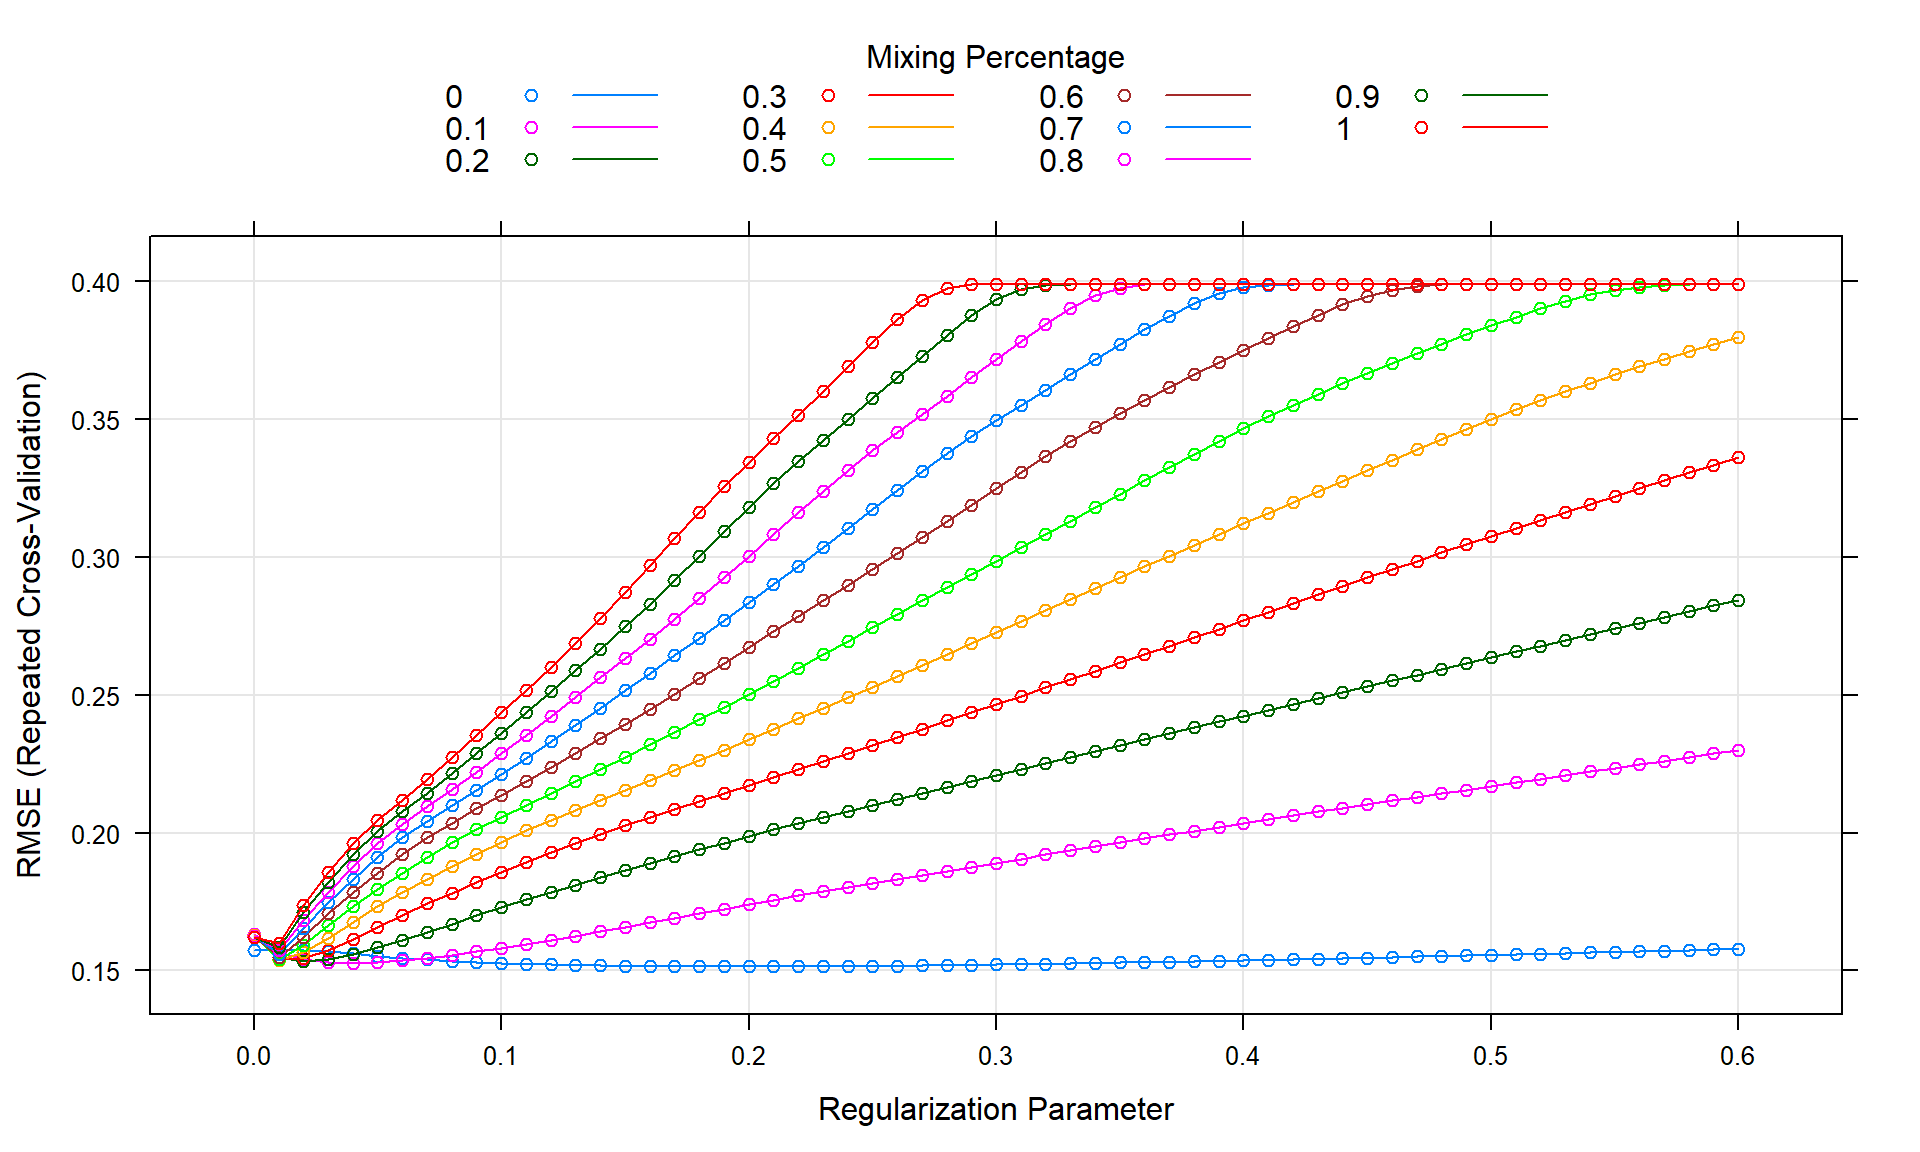 Mixing Percentage
0 0.3 0.6 0.9
0.1 0.4 0.7 1
0.2 0.5 0.8
0.40
0.35
0.30
0.25
0.20
0.15
RMSE (Repeated Cross-Validation)
0.0 0.1 0.2 0.3 0.4 0.5 0.6
Regularization Parameter